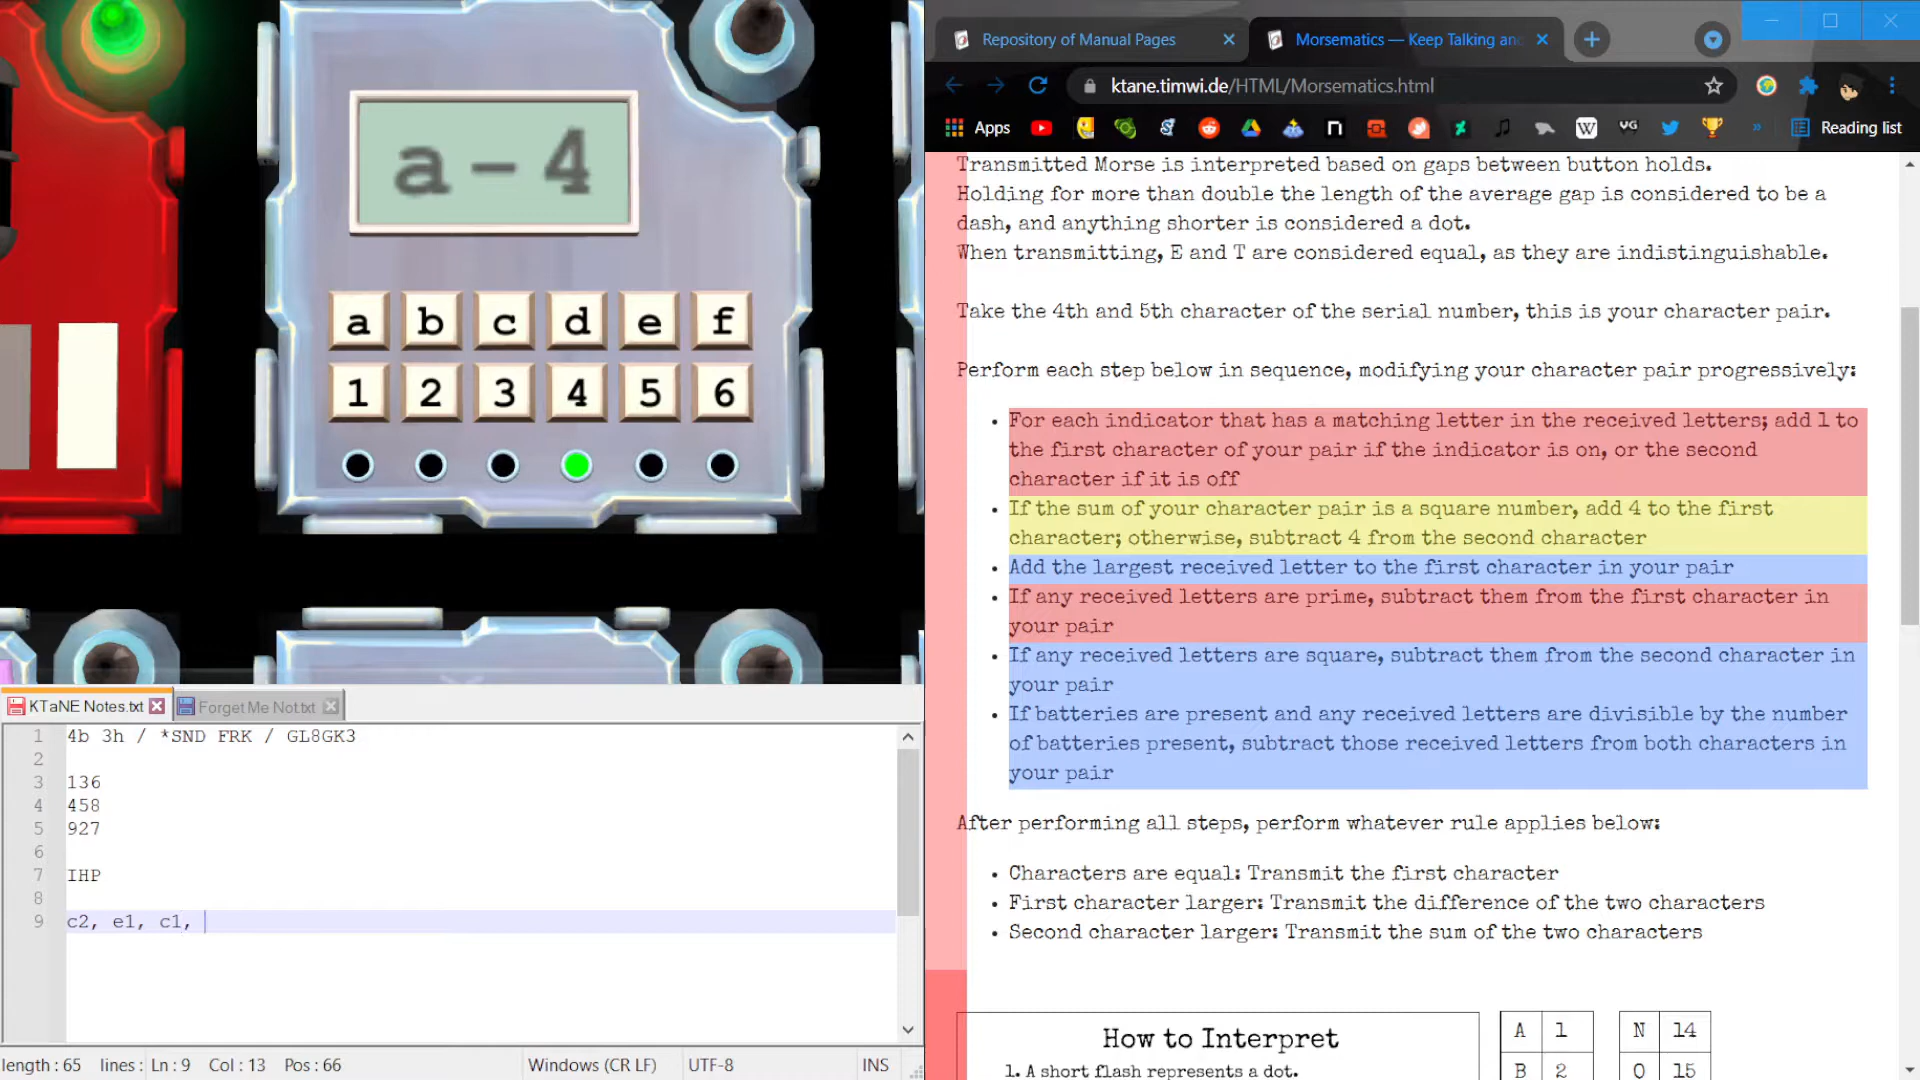 a-4
a b c d e f
1 2 3 4 5 6
KTaNE Notes.txt
Forget Me Not.txt
1 4b 3h / *SND FRK / GL8GK3
2
3 136
4 458
5 927
6
7 IHP
8
9 c2, e1, c1,
length : 65 lines : Ln : 9 Col : 13 Pos : 66 Windows (CR LF) UTF-8 INS
Repository of Manual Pages
Morsematics — Keep Talking an
ktane.timwi.de/HTML/Morsematics.html
Apps
Reading list
Transmitted Morse is interpreted based on gaps between button holds.
Holding for more than double the length of the average gap is considered to be a
dash, and anything shorter is considered a dot.
When transmitting, E and T are considered equal, as they are indistinguishable.
Take the 4th and 5th character of the serial number, this is your character pair.
Perform each step below in sequence, modifying your character pair progressively:
• For each indicator that has a matching letter in the received letters; add 1 to
the first character of your pair if the indicator is on, or the second
character if it is off
• If the sum of your character pair is a square number, add 4 to the first
character; otherwise, subtract 4 from the second character
• Add the largest received letter to the first character in your pair
• If any received letters are prime, subtract them from the first character in
your pair
• If any received letters are square, subtract them from the second character in
your pair
• If batteries are present and any received letters are divisible by the number
of batteries present, subtract those received letters from both characters in
your pair
After performing all steps, perform whatever rule applies below:
• Characters are equal: Transmit the first character
• First character larger: Transmit the difference of the two characters
• Second character larger: Transmit the sum of the two characters
How to Interpret
1. A short flash represents a dot.
A 1
B 2
N 14
O 15